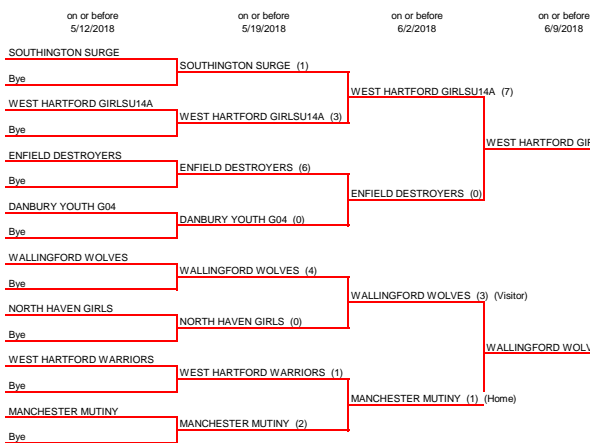 on or before on or before on or before on or before
5/12/2018 5/19/2018 6/2/2018 6/9/2018
SOUTHINGTON SURGE
SOUTHINGTON SURGE (1)
Bye
WEST HARTFORD GIRLSU14A (7)
WEST HARTFORD GIRLSU14A
WEST HARTFORD GIRLSU14A (3)
Bye
WEST HARTFORD GIR
ENFIELD DESTROYERS
ENFIELD DESTROYERS (6)
Bye
ENFIELD DESTROYERS (0)
DANBURY YOUTH G04
DANBURY YOUTH G04 (0)
Bye
WALLINGFORD WOLVES
WALLINGFORD WOLVES (4)
Bye
WALLINGFORD WOLVES (3) (Visitor)
NORTH HAVEN GIRLS
NORTH HAVEN GIRLS (0)
Bye
WALLINGFORD WOLV
WEST HARTFORD WARRIORS
WEST HARTFORD WARRIORS (1)
Bye
MANCHESTER MUTINY (1) (Home)
MANCHESTER MUTINY
MANCHESTER MUTINY (2)
Bye